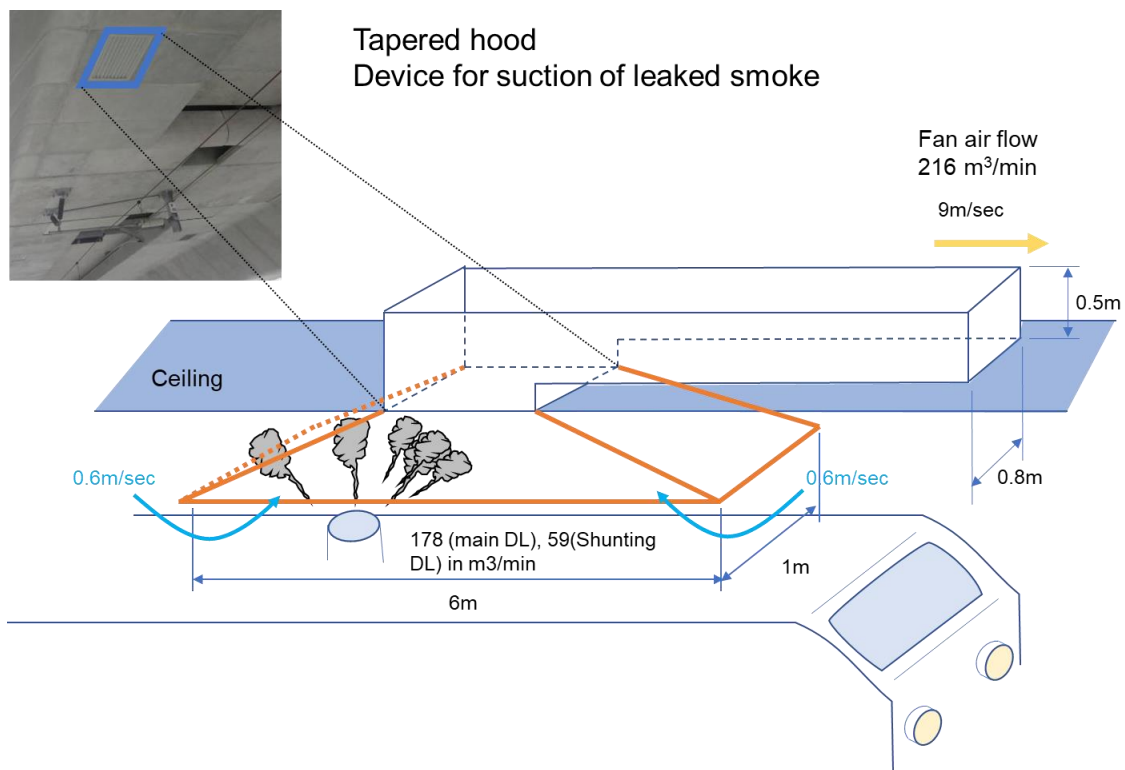 Tapered hood
Device for suction of leaked smoke
Fan air flow
216 m³/min
9m/sec
0.5m
Ceiling
0.6m/sec
0.6m/sec
0.8m
178 (main DL), 59(Shunting
DL) in m3/min
1m
6m